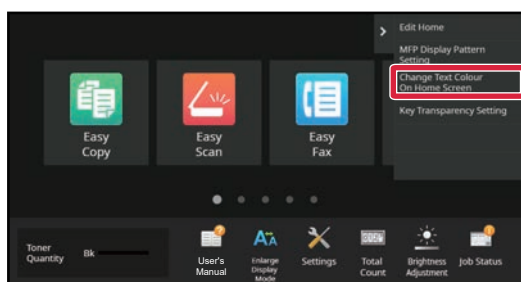 Edit Home
MFP Display Pattern
Setting
Change Text Colour
On Home Screen
Key Transparency Setting
Easy
Copy
Easy
Scan
Easy
Fax
Toner
Quantity
Bk
User's
Manual
Enlarge
Display
Mode
Settings
Total
Count
Brightness
Adjustment
Job Status